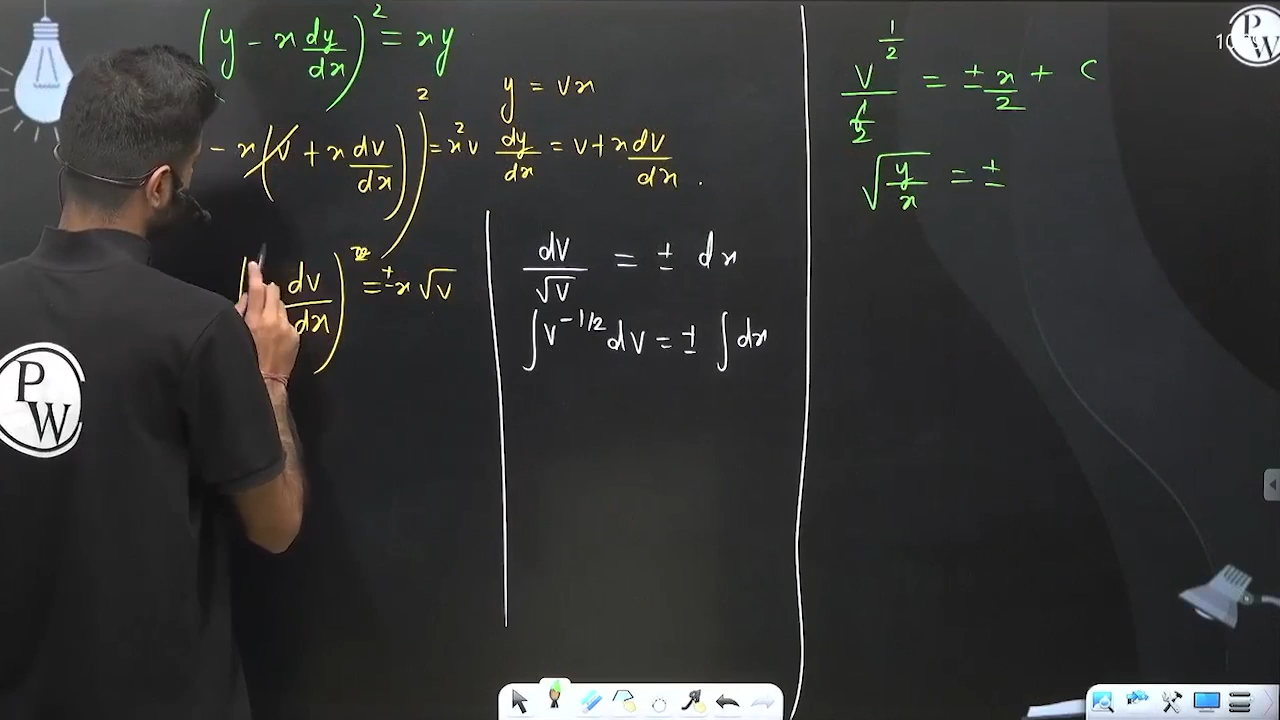 (y - x dy/dx)² = xy
y = vx
- x(v + x dv/dx))² = x²v
dy/dx = v + x dv/dx .
dv/dx) = ± x √v
dv/√v = ± dx
∫ v^-1/2 dv = ± ∫ dx
v^1/2 / 1/2 = ± x/2 + c
√y/x = ±
PW
PW